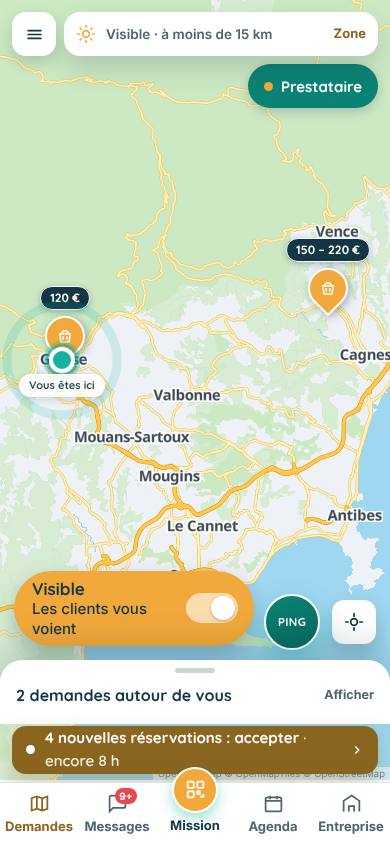 Visible · à moins de 15 km
Zone
Prestataire
Vence
150 – 220 €
120 €
Cagnes
Vous êtes ici
Valbonne
Mouans-Sartoux
Mougins
Antibes
Le Cannet
Visible
Les clients vous
voient
PING
2 demandes autour de vous
Afficher
4 nouvelles réservations : accepter ·
encore 8 h
© OpenStreetMap
9+
Demandes
Messages
Mission
Agenda
Entreprise